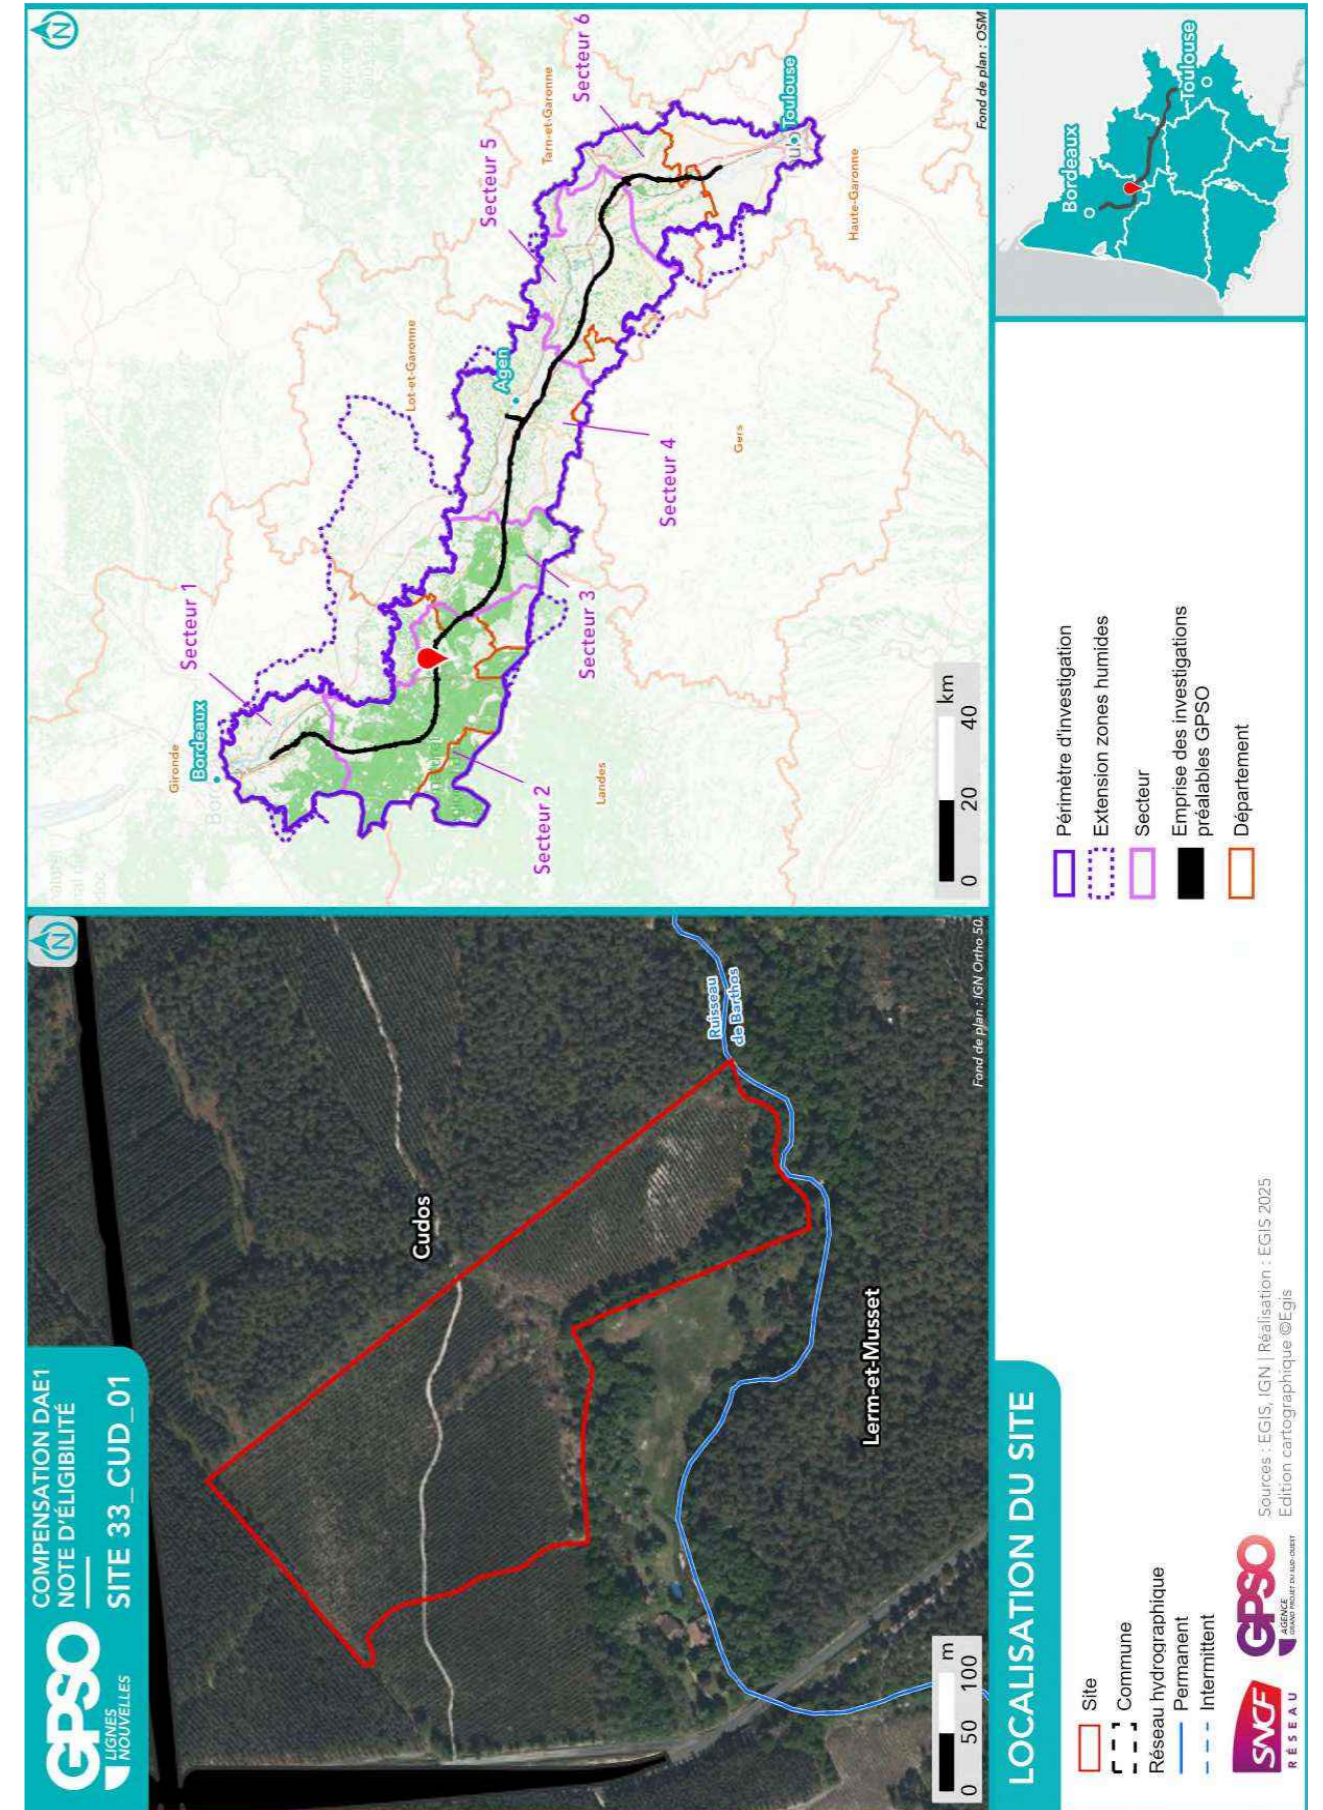 GPSO
LIGNES
NOUVELLES
COMPENSATION DAE1
NOTE D'ÉLIGIBILITÉ
SITE 33_CUD_01
N
Cudos
Lerm-et-Musset
Ruisseau
de Barthos
0 50 100 m
Fond de plan : IGN Ortho 50.
N
Gironde
Bordeaux
Secteur 1
Secteur 2
Landes
Secteur 3
Lot-et-Garonne
Agen
Secteur 4
Gers
Secteur 5
Tarn-et-Garonne
Secteur 6
Toulouse
Haute-Garonne
0 20 40 km
Fond de plan : OSM
LOCALISATION DU SITE
Site
Commune
Réseau hydrographique
Permanent
Intermittent
Périmètre d'investigation
Extension zones humides
Secteur
Emprise des investigations
préalables GPSO
Département
Bordeaux
Toulouse
SNCF
RÉSEAU
GPSO
AGENCE
GRAND PROJET DU SUD-OUEST
Sources : EGIS, IGN | Réalisation : EGIS 2025
Edition cartographique ©Egis